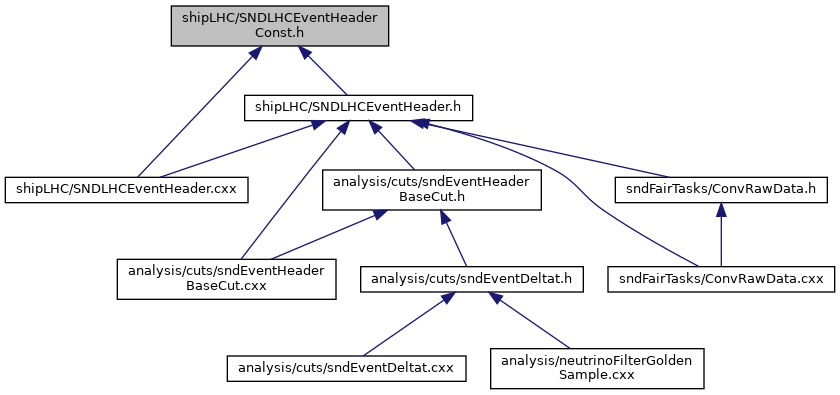 shipLHC/SNDLHCEventHeader
Const.h
shipLHC/SNDLHCEventHeader.h
shipLHC/SNDLHCEventHeader.cxx
analysis/cuts/sndEventHeader
BaseCut.h
sndFairTasks/ConvRawData.h
analysis/cuts/sndEventHeader
BaseCut.cxx
analysis/cuts/sndEventDeltat.h
sndFairTasks/ConvRawData.cxx
analysis/cuts/sndEventDeltat.cxx
analysis/neutrinoFilterGolden
Sample.cxx